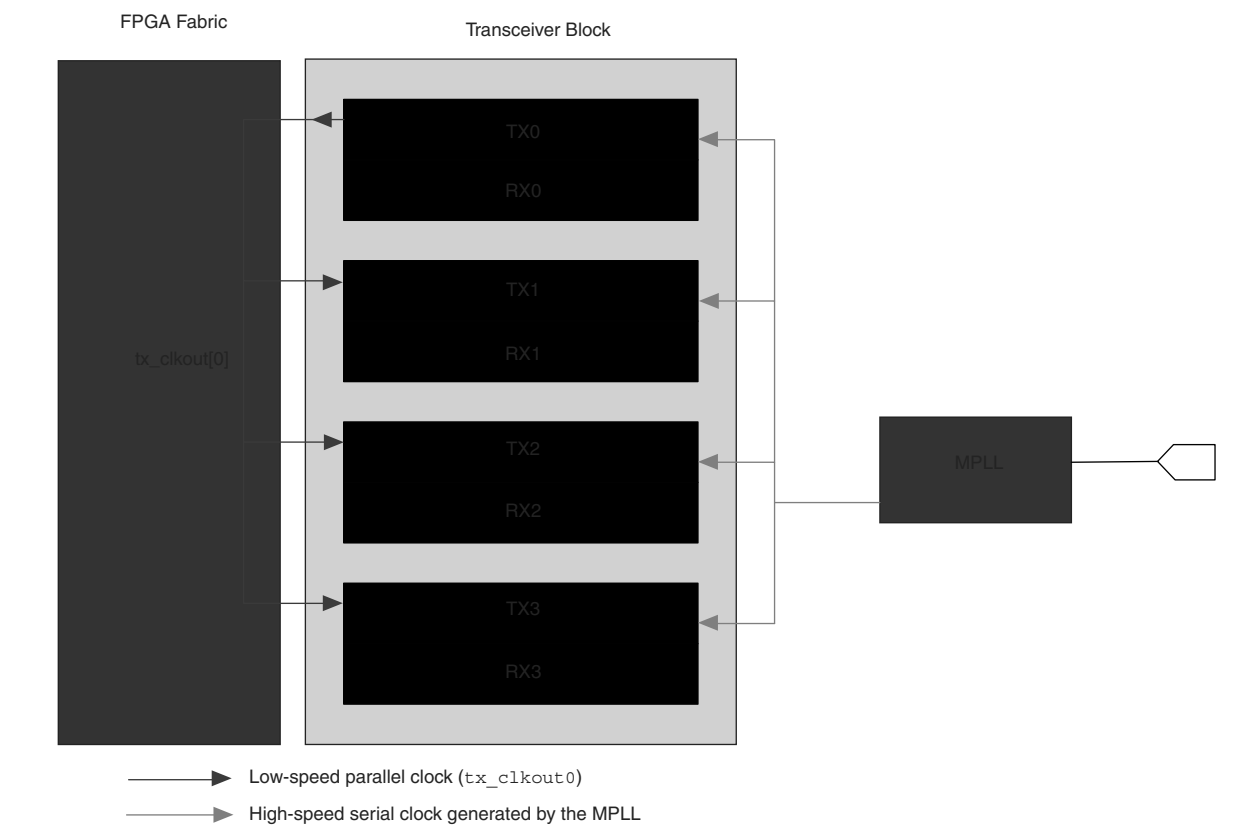 FPGA Fabric
Transceiver Block
TX0
RX0
TX1
RX1
tx_clkout[0]
TX2
RX2
MPLL
TX3
RX3
Low-speed parallel clock (tx_clkout0)
High-speed serial clock generated by the MPLL